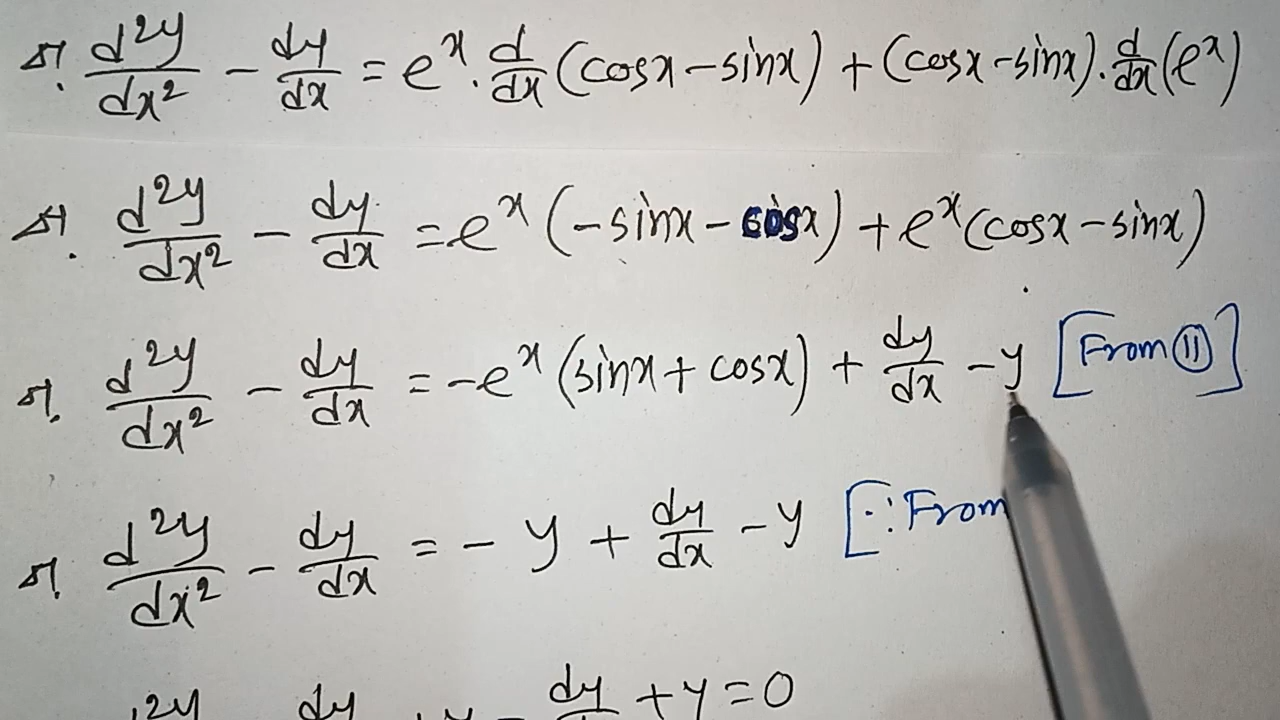 वा. d²y/dx² - dy/dx = eˣ. d/dx (cosx - sinx) + (cosx - sinx). d/dx (eˣ)
d²y/dx² - dy/dx = eˣ (-sinx - cosx) + eˣ (cosx - sinx)
d²y/dx² - dy/dx = -eˣ (sinx + cosx) + dy/dx - y [From ⑪]
d²y/dx² - dy/dx = - y + dy/dx - y [∵ From
dy + y = 0